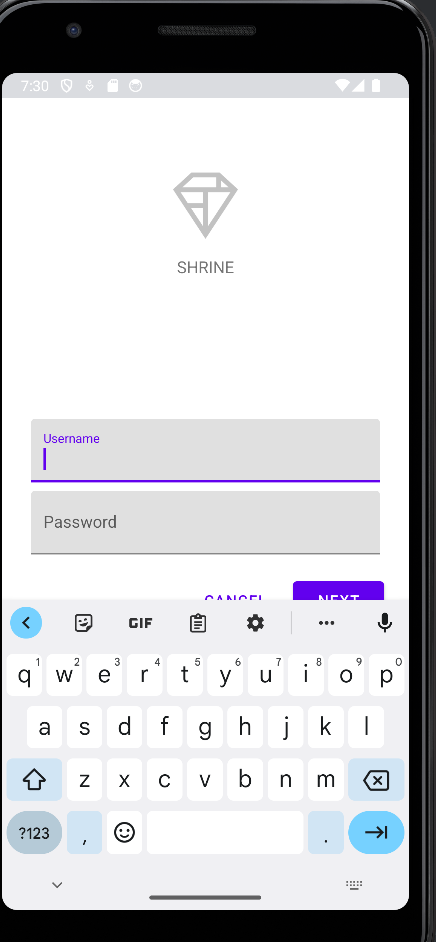 7:30
SHRINE
Username
Password
CANCEL NEXT
GIF
q1 w2 e3 r4 t5 y6 u7 i8 o9 p0
a s d f g h j k l
z x c v b n m
?123 , .